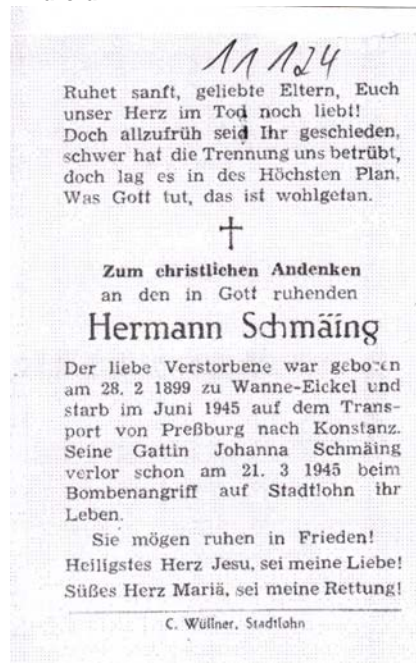 11124
Ruhet sanft, geliebte Eltern, Euch
unser Herz im Tod noch liebt!
Doch allzufrüh seid Ihr geschieden,
schwer hat die Trennung uns betrübt,
doch lag es in des Höchsten Plan.
Was Gott tut, das ist wohlgetan.
Zum christlichen Andenken
an den in Gott ruhenden
Hermann Schmäing
Der liebe Verstorbene war geboren
am 28. 2 1899 zu Wanne-Eickel und
starb im Juni 1945 auf dem Trans-
port von Preßburg nach Konstanz.
Seine Gattin Johanna Schmäing
verlor schon am 21. 3 1945 beim
Bombenangriff auf Stadtlohn ihr
Leben.
Sie mögen ruhen in Frieden!
Heiligstes Herz Jesu, sei meine Liebe!
Süßes Herz Mariä, sei meine Rettung!
C. Wüllner, Stadtlohn